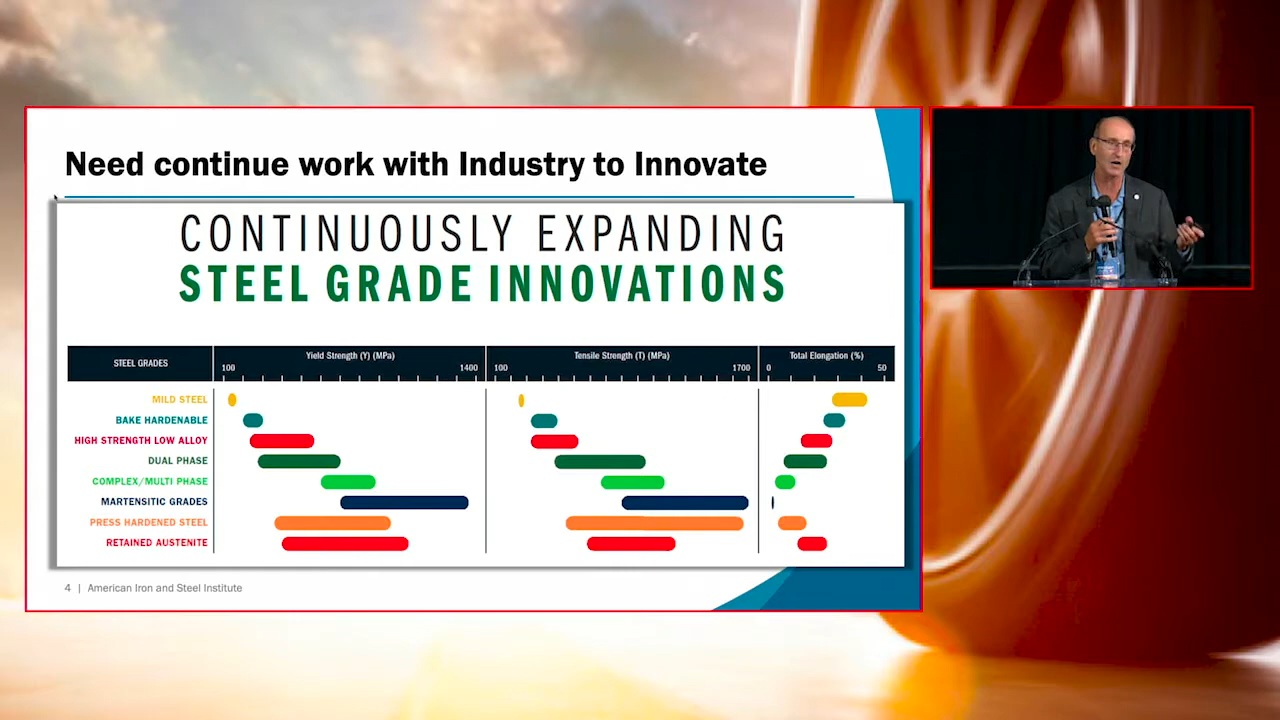 Need continue work with Industry to Innovate
CONTINUOUSLY EXPANDING
STEEL GRADE INNOVATIONS
STEEL GRADES
Yield Strength (Y) (MPa)
100 1400
Tensile Strength (T) (MPa)
100 1700
Total Elongation (%)
0 50
MILD STEEL
BAKE HARDENABLE
HIGH STRENGTH LOW ALLOY
DUAL PHASE
COMPLEX/MULTI PHASE
MARTENSITIC GRADES
PRESS HARDENED STEEL
RETAINED AUSTENITE
4 | American Iron and Steel Institute